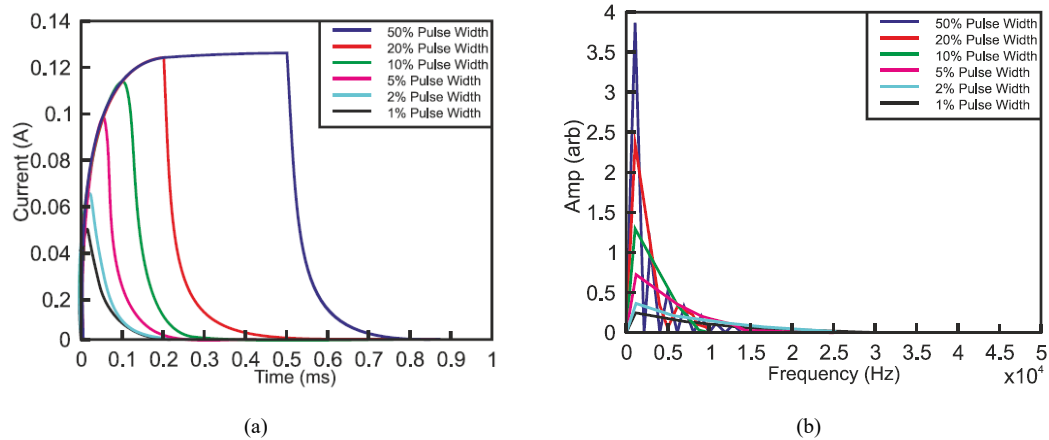 (a)
0.14
0.12
0.1
0.08
0.06
0.04
0.2
0
Current (A)
50% Pulse Width
20% Pulse Width
10% Pulse Width
5% Pulse Width
2% Pulse Width
1% Pulse Width
0 0.1 0.2 0.3 0.4 0.5 0.6 0.7 0.8 0.9 1
Time (ms)
(b)
4
3.5
3
2.5
2
1.5
1
0.5
0
Amp (arb)
50% Pulse Width
20% Pulse Width
10% Pulse Width
5% Pulse Width
2% Pulse Width
1% Pulse Width
0 0.5 1 1.5 2 2.5 3 3.5 4 4.5 5
Frequency (Hz)
x10⁴